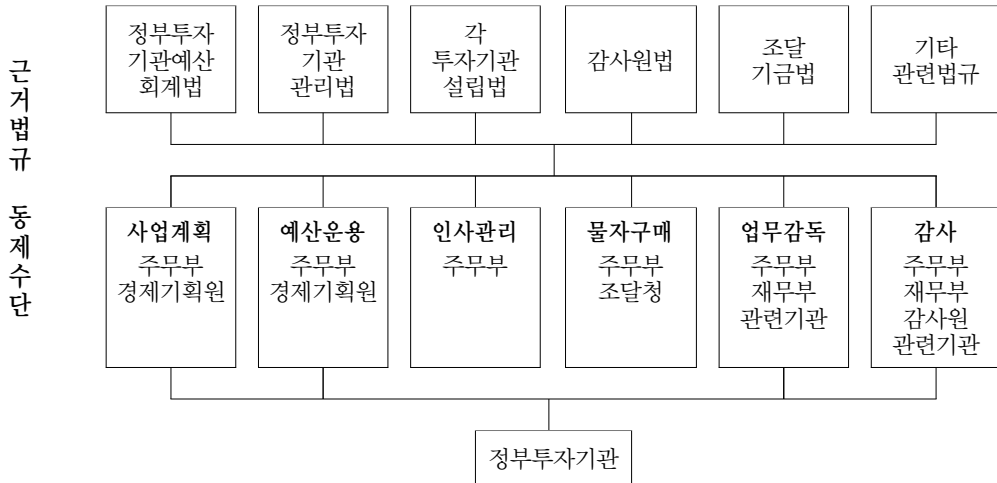 근거법규
정부투자
기관예산
회계법
정부투자
기관
관리법
각
투자기관
설립법
감사원법
조달
기금법
기타
관련법규
동제수단
사업계획
주무부
경제기획원
예산운용
주무부
경제기획원
인사관리
주무부
물자구매
주무부
조달청
업무감독
주무부
재무부
관련기관
감사
주무부
재무부
감사원
관련기관
정부투자기관